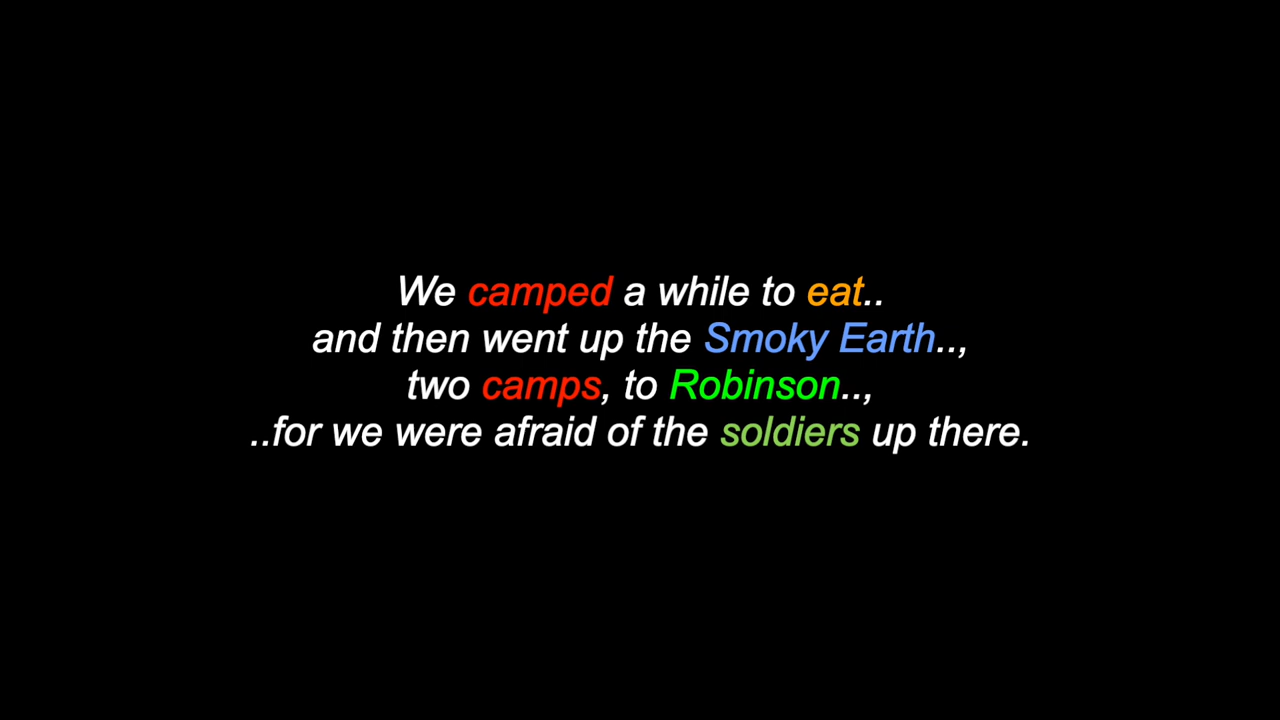 We camped a while to eat..
and then went up the Smoky Earth..,
two camps, to Robinson..,
..for we were afraid of the soldiers up there.